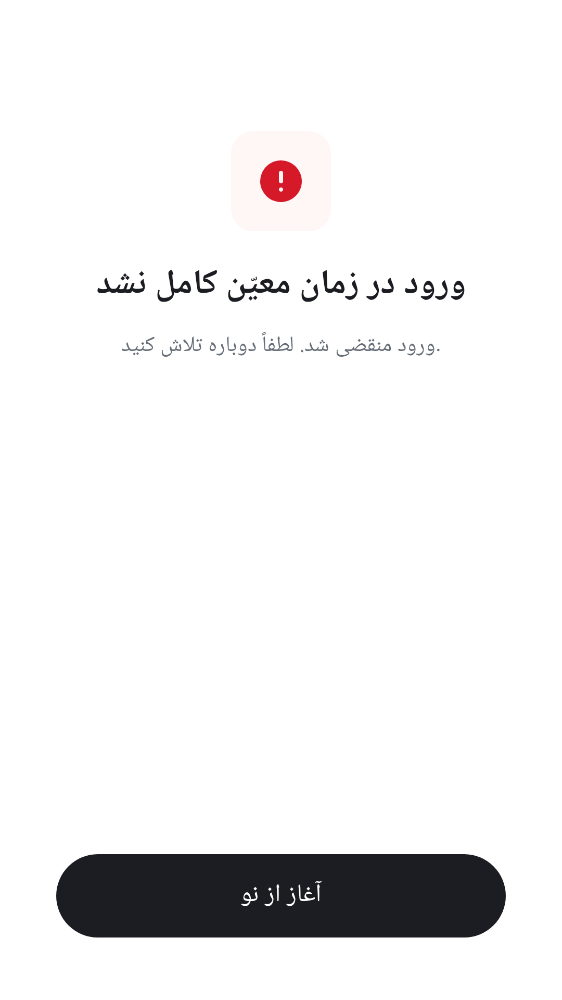 ورود در زمان معیّن کامل نشد
ورود منقضی شد. لطفاً دوباره تلاش کنید.
آغاز از نو